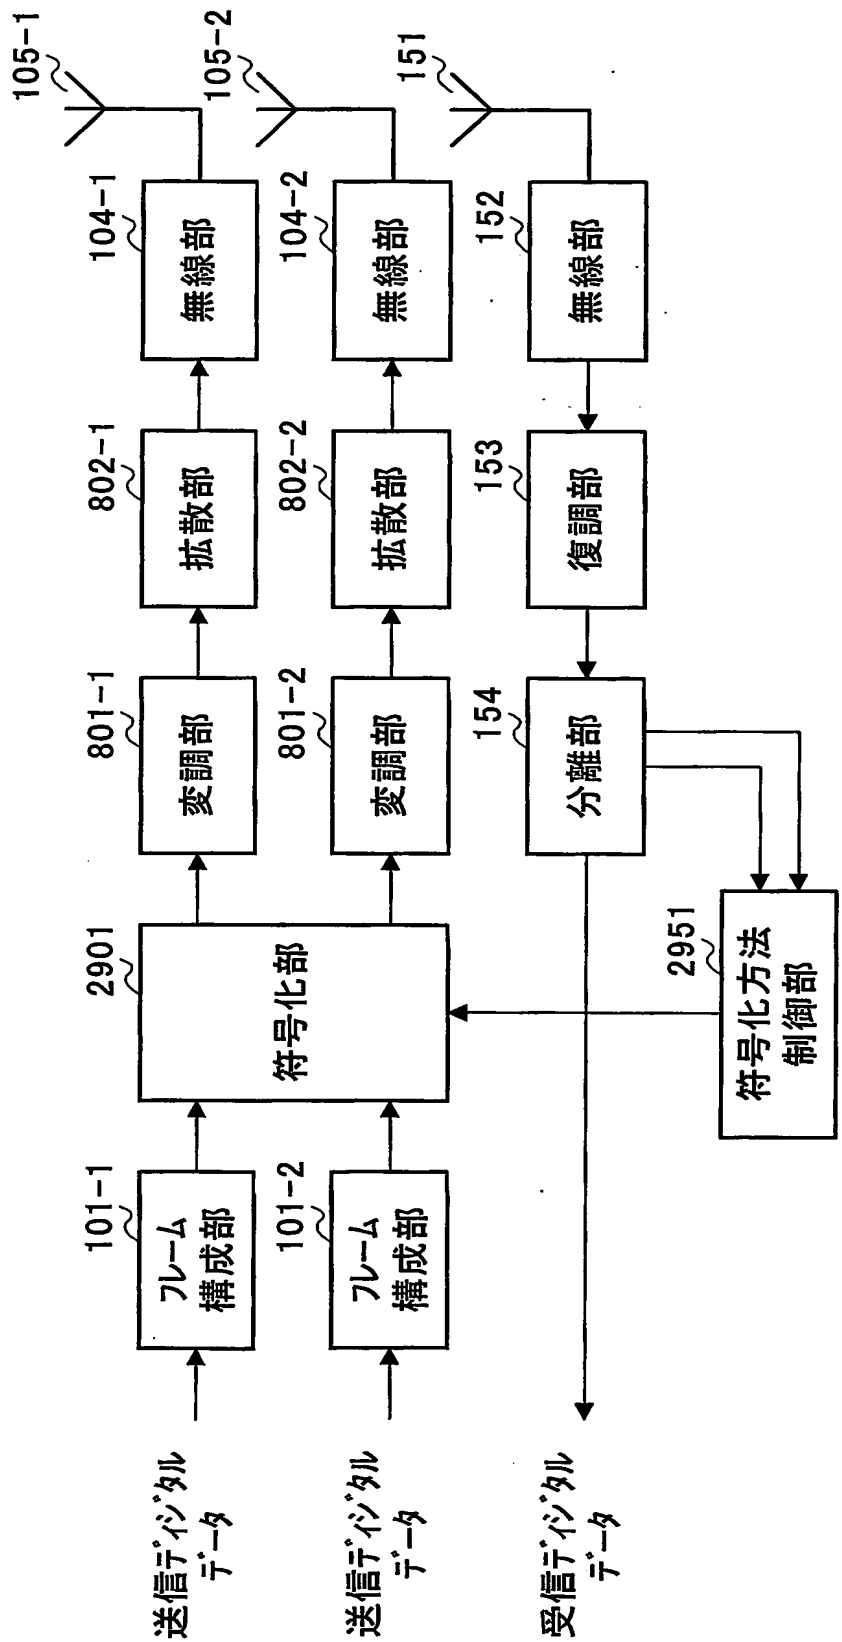 送信ディジタル
データ
101-1
フレーム
構成部
2901
符号化部
801-1
変調部
802-1
拡散部
104-1
無線部
105-1
送信ディジタル
データ
101-2
フレーム
構成部
801-2
変調部
802-2
拡散部
104-2
無線部
105-2
受信ディジタル
データ
154
分離部
153
復調部
152
無線部
151
2951
符号化方法
制御部